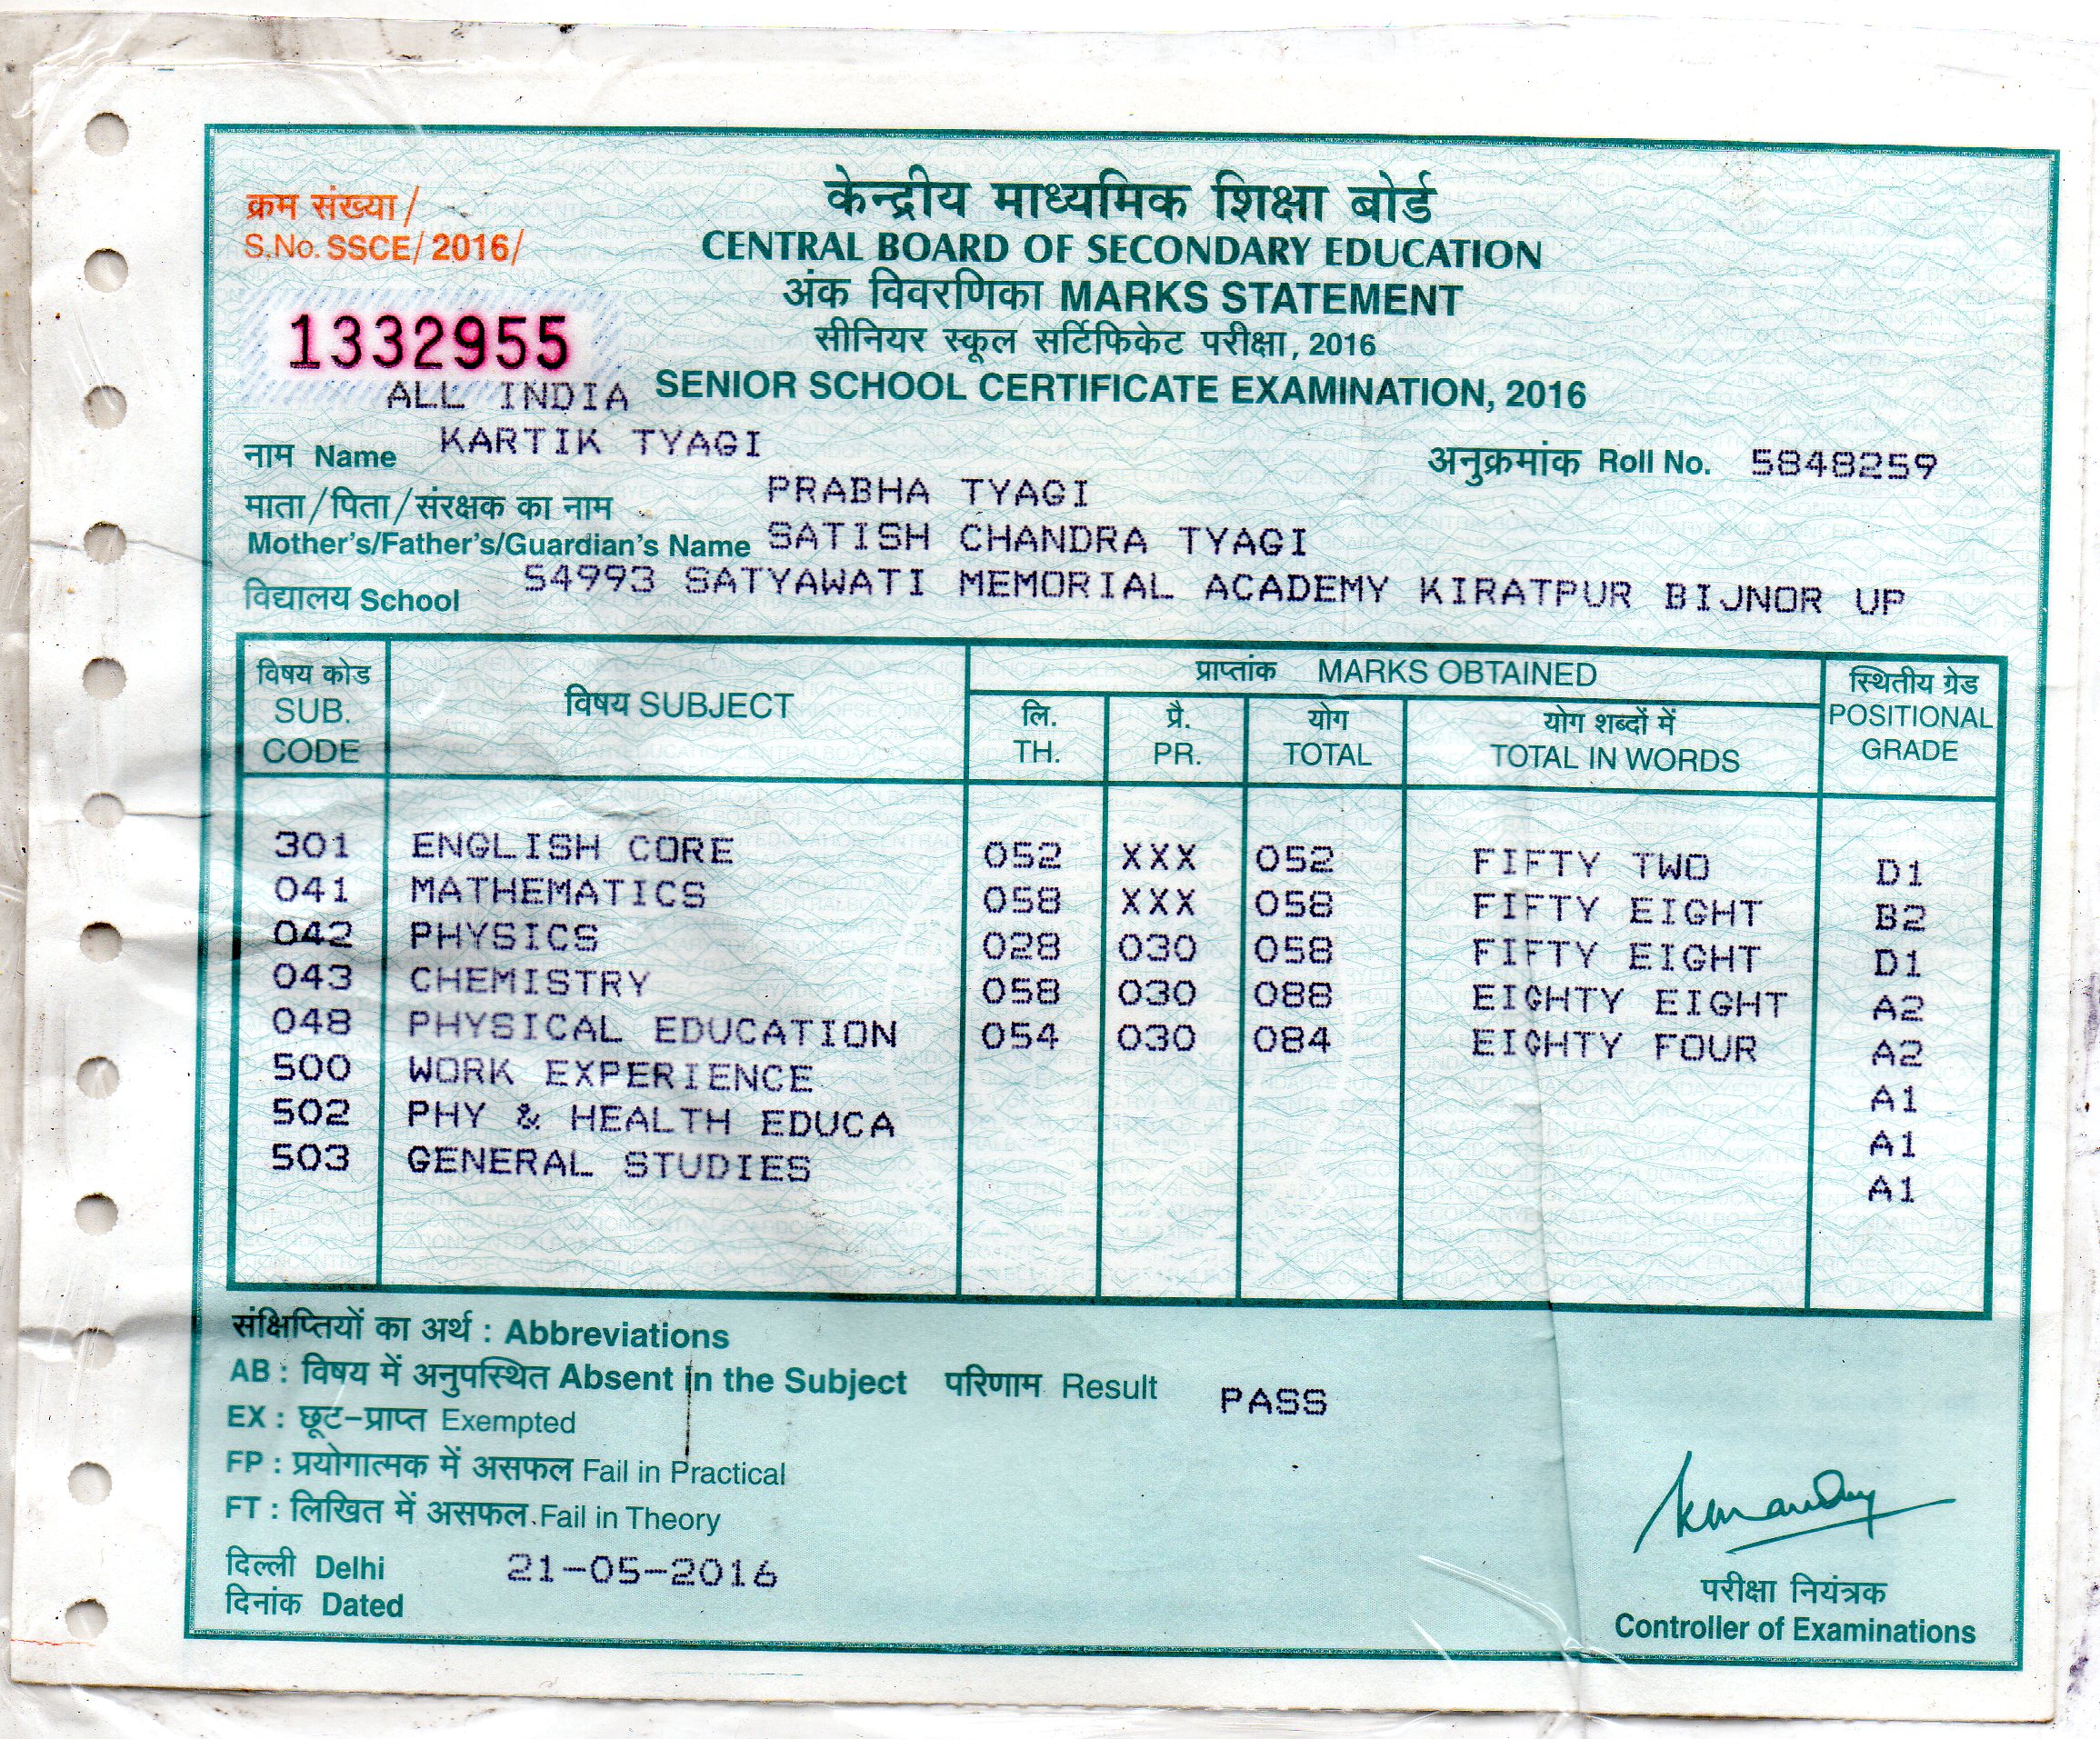 क्रम संख्या/
S.No. SSCE/ 2016/
1332955
केन्द्रीय माध्यमिक शिक्षा बोर्ड
CENTRAL BOARD OF SECONDARY EDUCATION
अंक विवरणिका MARKS STATEMENT
सीनियर स्कूल सर्टिफिकेट परीक्षा, 2016
ALL INDIA SENIOR SCHOOL CERTIFICATE EXAMINATION, 2016
नाम Name KARTIK TYAGI अनुक्रमांक Roll No. 5848259
माता/पिता/संरक्षक का नाम PRABHA TYAGI
Mother's/Father's/Guardian's Name SATISH CHANDRA TYAGI
विद्यालय School 54993 SATYAWATI MEMORIAL ACADEMY KIRATPUR BIJNOR UP
विषय कोड SUB. CODE विषय SUBJECT प्राप्तांक MARKS OBTAINED स्थितीय ग्रेड POSITIONAL GRADE
लि. TH. प्रै. PR. योग TOTAL योग शब्दों में TOTAL IN WORDS
301 ENGLISH CORE 052 XXX 052 FIFTY TWO D1
041 MATHEMATICS 058 XXX 058 FIFTY EIGHT B2
042 PHYSICS 028 030 058 FIFTY EIGHT D1
043 CHEMISTRY 058 030 088 EIGHTY EIGHT A2
048 PHYSICAL EDUCATION 054 030 084 EIGHTY FOUR A2
500 WORK EXPERIENCE A1
502 PHY & HEALTH EDUCA A1
503 GENERAL STUDIES A1
संक्षिप्तियों का अर्थ : Abbreviations
AB : विषय में अनुपस्थित Absent in the Subject परिणाम Result PASS
EX : छूट-प्राप्त Exempted
FP : प्रयोगात्मक में असफल Fail in Practical
FT : लिखित में असफल Fail in Theory
दिल्ली Delhi 21-05-2016
दिनांक Dated
परीक्षा नियंत्रक
Controller of Examinations